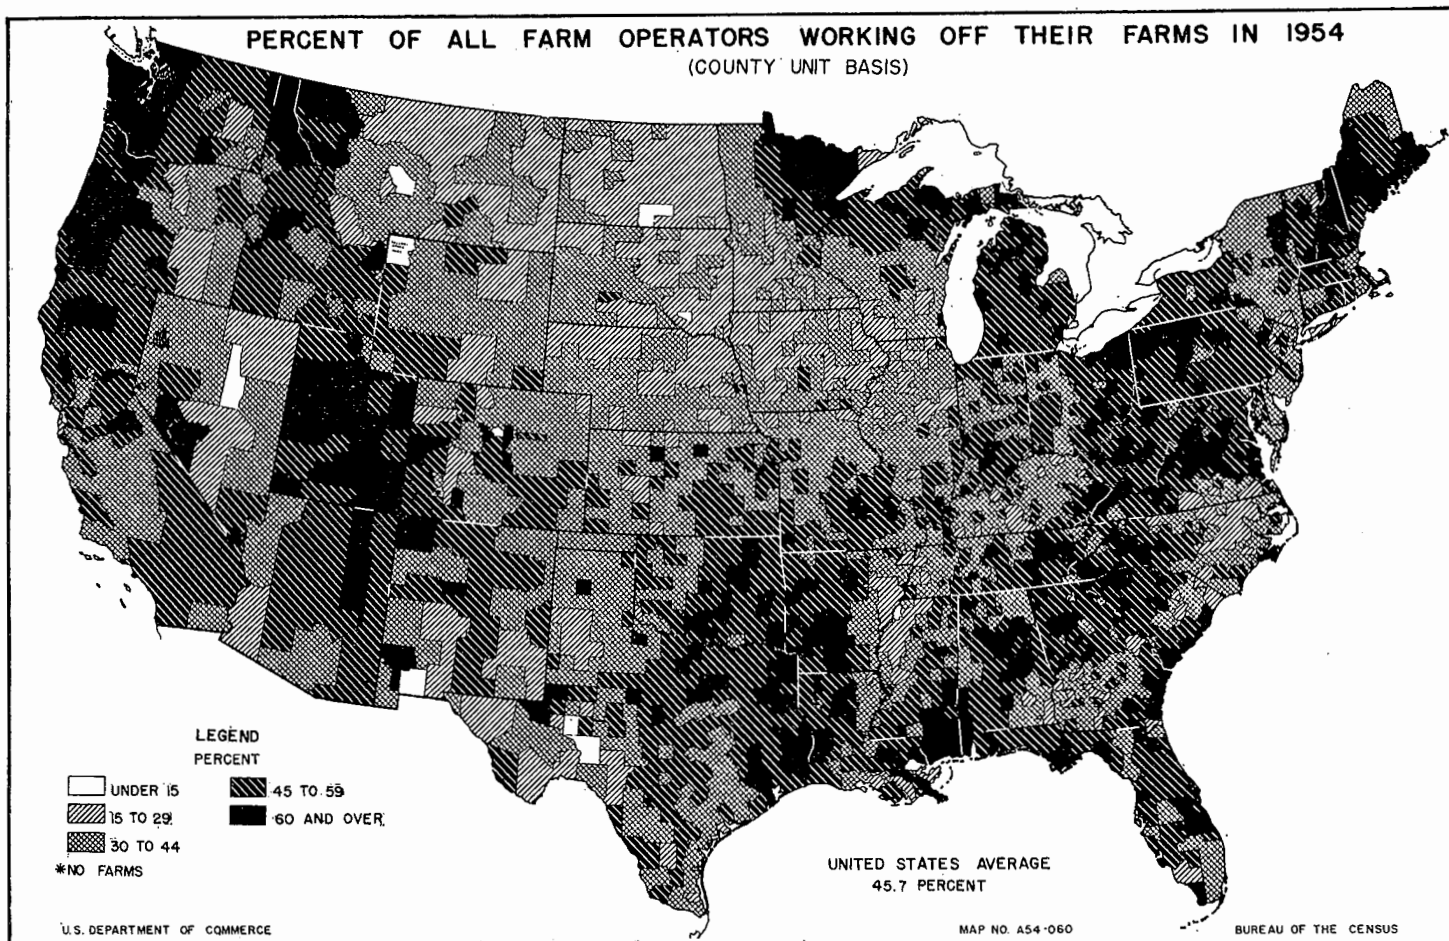 PERCENT OF ALL FARM OPERATORS WORKING OFF THEIR FARMS IN 1954
(COUNTY UNIT BASIS)
LEGEND
PERCENT
UNDER 15
15 TO 29
30 TO 44
45 TO 59
60 AND OVER
*NO FARMS
UNITED STATES AVERAGE
45.7 PERCENT
U.S. DEPARTMENT OF COMMERCE
MAP NO. A54-060
BUREAU OF THE CENSUS